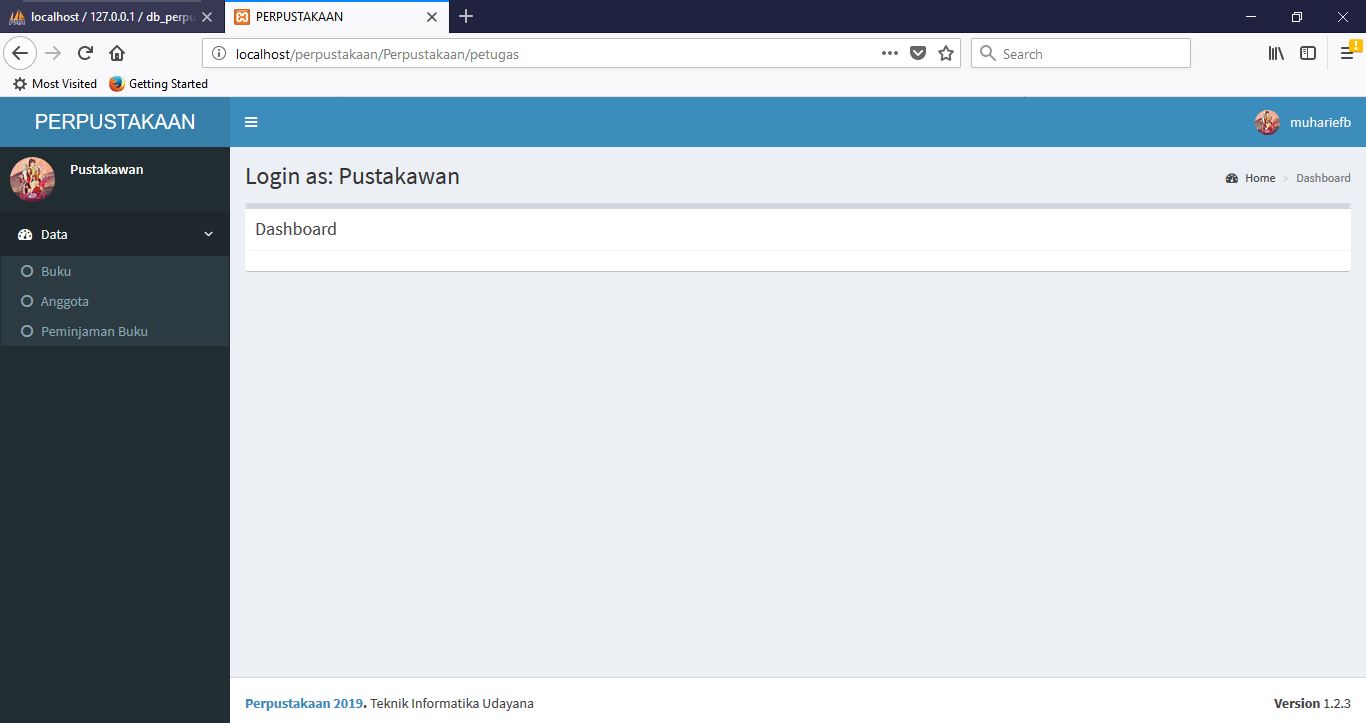 localhost / 127.0.0.1 / db_perpu
PERPUSTAKAAN
localhost/perpustakaan/Perpustakaan/petugas
Search
Most Visited
Getting Started
PERPUSTAKAAN
muhariefb
Pustakawan
Login as: Pustakawan
Home > Dashboard
Data
Dashboard
Buku
Anggota
Peminjaman Buku
Perpustakaan 2019. Teknik Informatika Udayana
Version 1.2.3